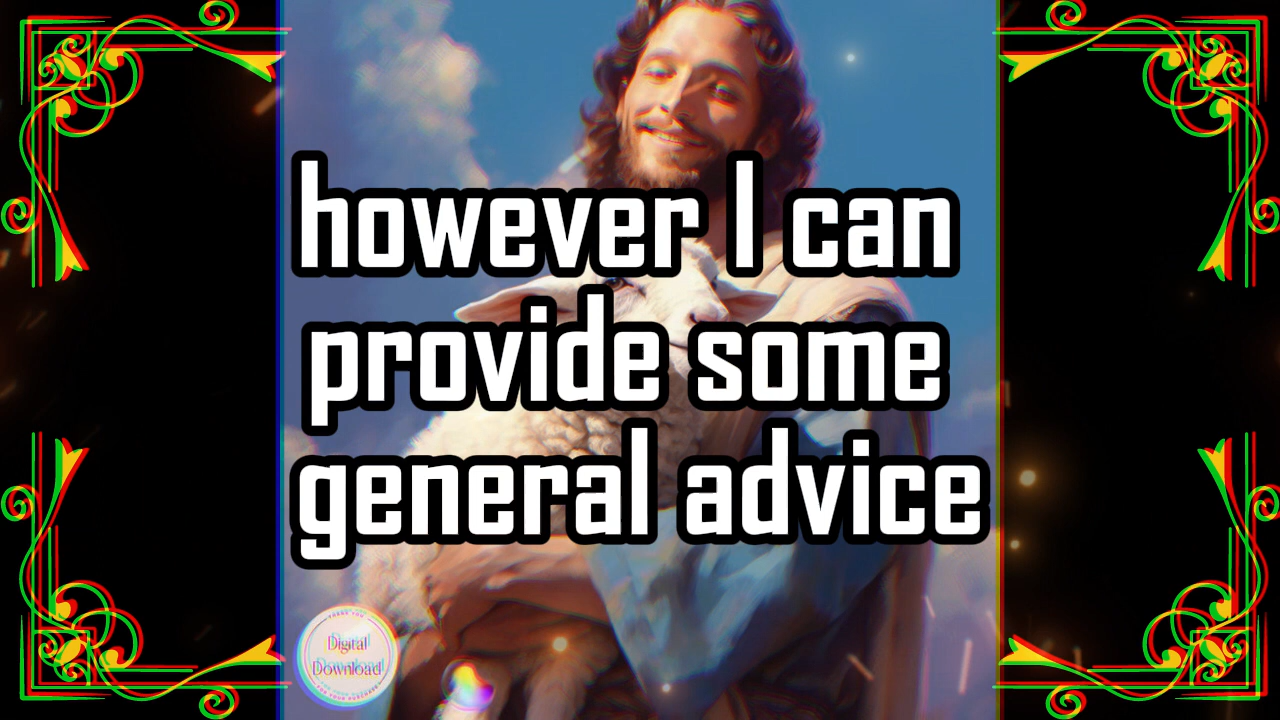 however I can
provide some
general advice
Digital
Download